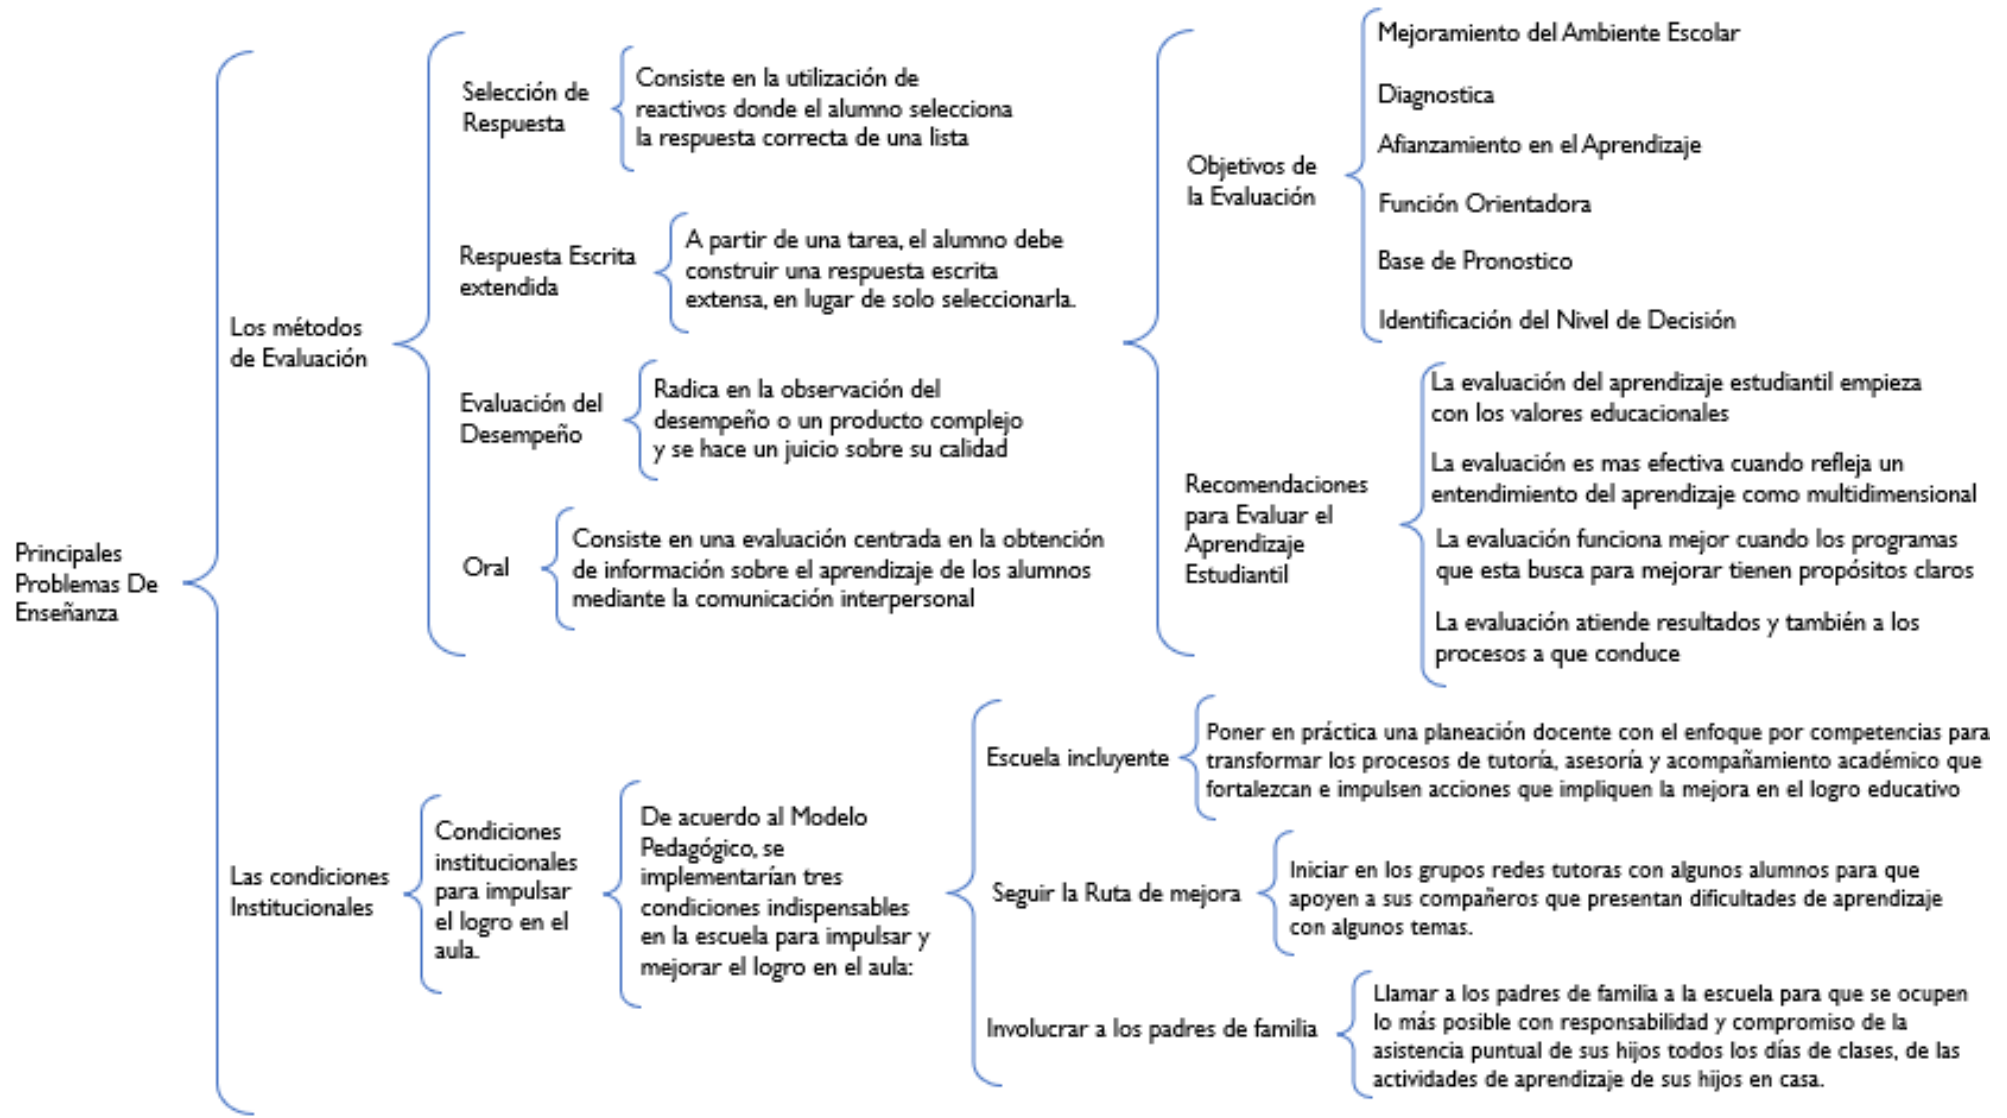 Principales
Problemas De
Enseñanza
Los métodos
de Evaluación
Selección de
Respuesta
Consiste en la utilización de
reactivos donde el alumno selecciona
la respuesta correcta de una lista
Respuesta Escrita
extendida
A partir de una tarea, el alumno debe
construir una respuesta escrita
extensa, en lugar de solo seleccionarla.
Evaluación del
Desempeño
Radica en la observación del
desempeño o un producto complejo
y se hace un juicio sobre su calidad
Oral
Consiste en una evaluación centrada en la obtención
de información sobre el aprendizaje de los alumnos
mediante la comunicación interpersonal
Objetivos de
la Evaluación
Mejoramiento del Ambiente Escolar
Diagnostica
Afianzamiento en el Aprendizaje
Función Orientadora
Base de Pronostico
Identificación del Nivel de Decisión
Recomendaciones
para Evaluar el
Aprendizaje
Estudiantil
La evaluación del aprendizaje estudiantil empieza
con los valores educacionales
La evaluación es mas efectiva cuando refleja un
entendimiento del aprendizaje como multidimensional
La evaluación funciona mejor cuando los programas
que esta busca para mejorar tienen propósitos claros
La evaluación atiende resultados y también a los
procesos a que conduce
Las condiciones
Institucionales
Condiciones
institucionales
para impulsar
el logro en el
aula.
De acuerdo al Modelo
Pedagógico, se
implementarían tres
condiciones indispensables
en la escuela para impulsar y
mejorar el logro en el aula:
Escuela incluyente
Poner en práctica una planeación docente con el enfoque por competencias para
transformar los procesos de tutoría, asesoría y acompañamiento académico que
fortalezcan e impulsen acciones que impliquen la mejora en el logro educativo
Seguir la Ruta de mejora
Iniciar en los grupos redes tutoras con algunos alumnos para que
apoyen a sus compañeros que presentan dificultades de aprendizaje
con algunos temas.
Involucrar a los padres de familia
Llamar a los padres de familia a la escuela para que se ocupen
lo más posible con responsabilidad y compromiso de la
asistencia puntual de sus hijos todos los días de clases, de las
actividades de aprendizaje de sus hijos en casa.